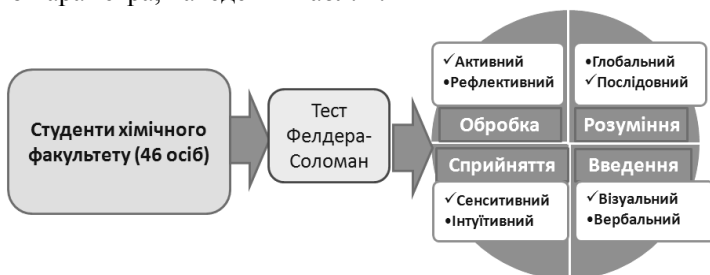 Студенти хімічного
факультету (46 осіб)
Тест
Фелдера-
Соломан
✓Активний
•Рефлективний
•Глобальний
✓Послідовний
Обробка
Розуміння
Сприйняття
Введення
✓Сенситивний
•Інтуїтивний
✓Візуальний
•Вербальний